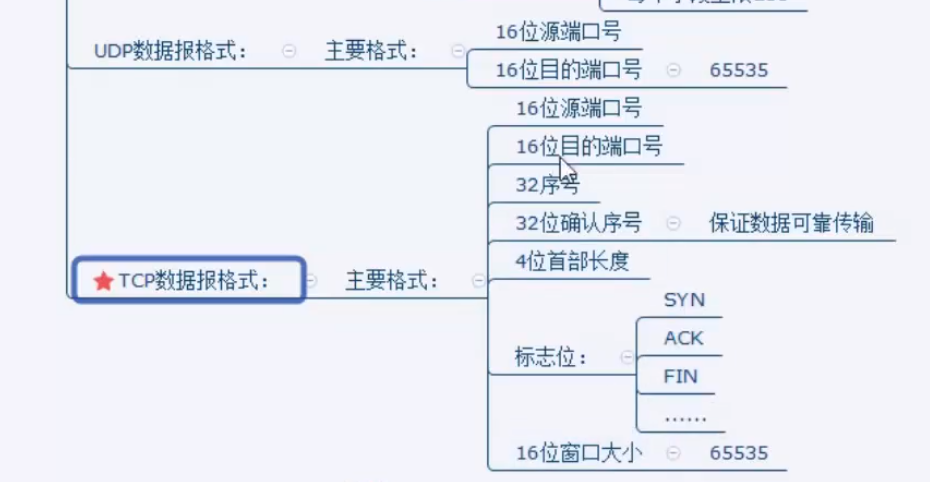 UDP数据报格式：
主要格式：
16位源端口号
16位目的端口号
65535
★TCP数据报格式：
主要格式：
16位源端口号
16位目的端口号
32序号
32位确认序号
保证数据可靠传输
4位首部长度
标志位：
SYN
ACK
FIN
……
16位窗口大小
65535